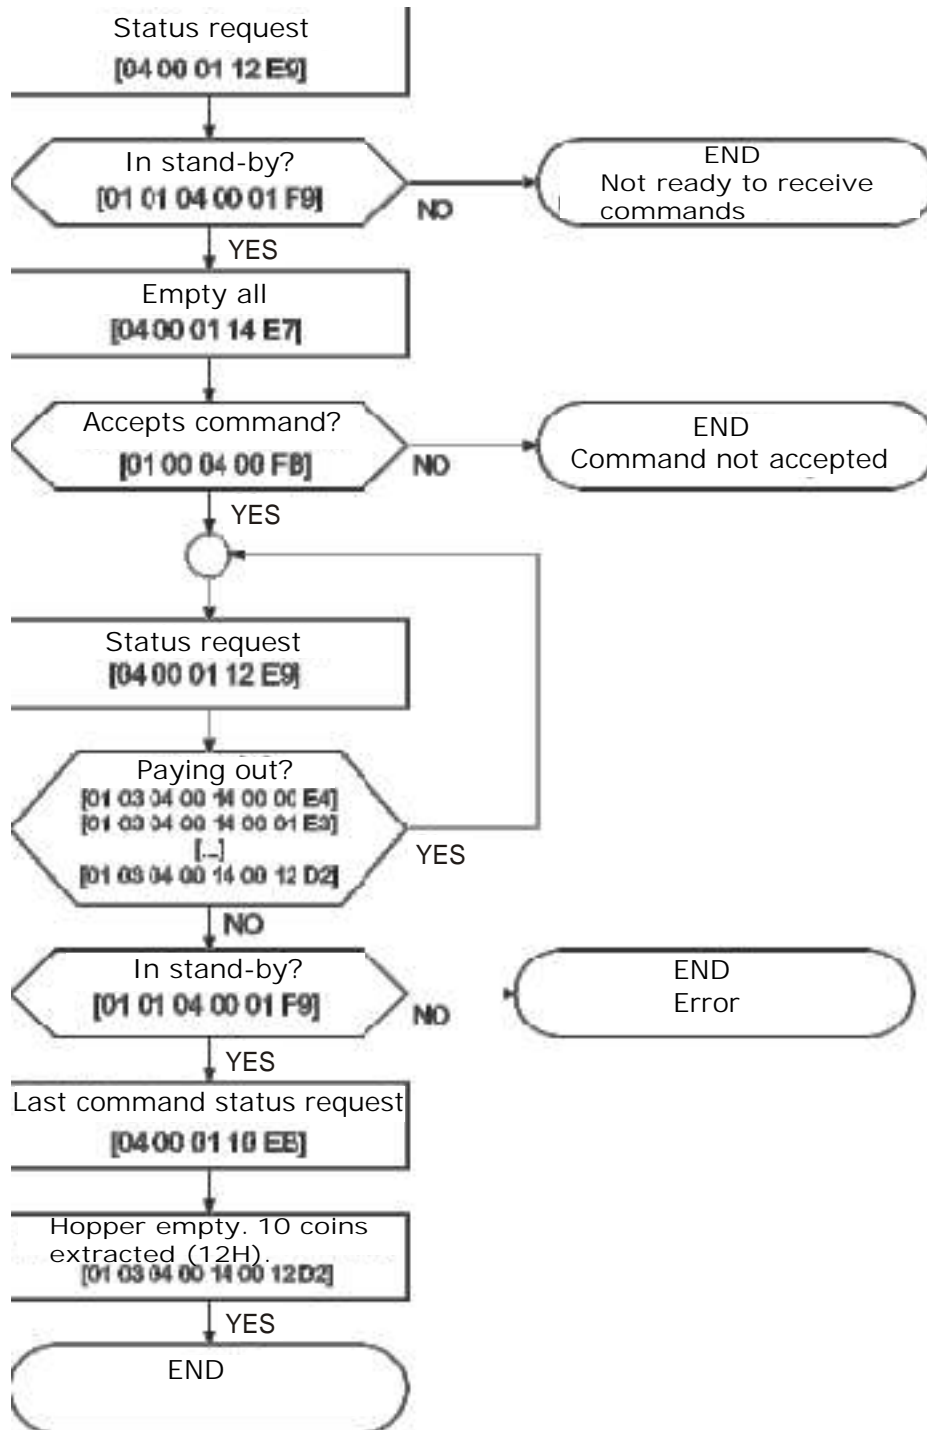 Status request
[04 00 01 12 E9]
In stand-by?
[01 01 04 00 01 F9]
NO
END
Not ready to receive
commands
YES
Empty all
[04 00 01 14 E7]
Accepts command?
[01 00 04 00 FB]
NO
END
Command not accepted
YES
Status request
[04 00 01 12 E9]
Paying out?
[01 03 04 00 14 00 00 E4]
[01 03 04 00 14 00 01 E3]
[...]
[01 03 04 00 14 00 12 D2]
YES
NO
In stand-by?
[01 01 04 00 01 F9]
NO
END
Error
YES
Last command status request
[04 00 01 10 EB]
Hopper empty. 10 coins
extracted (12H).
[01 03 04 00 14 00 12 D2]
YES
END